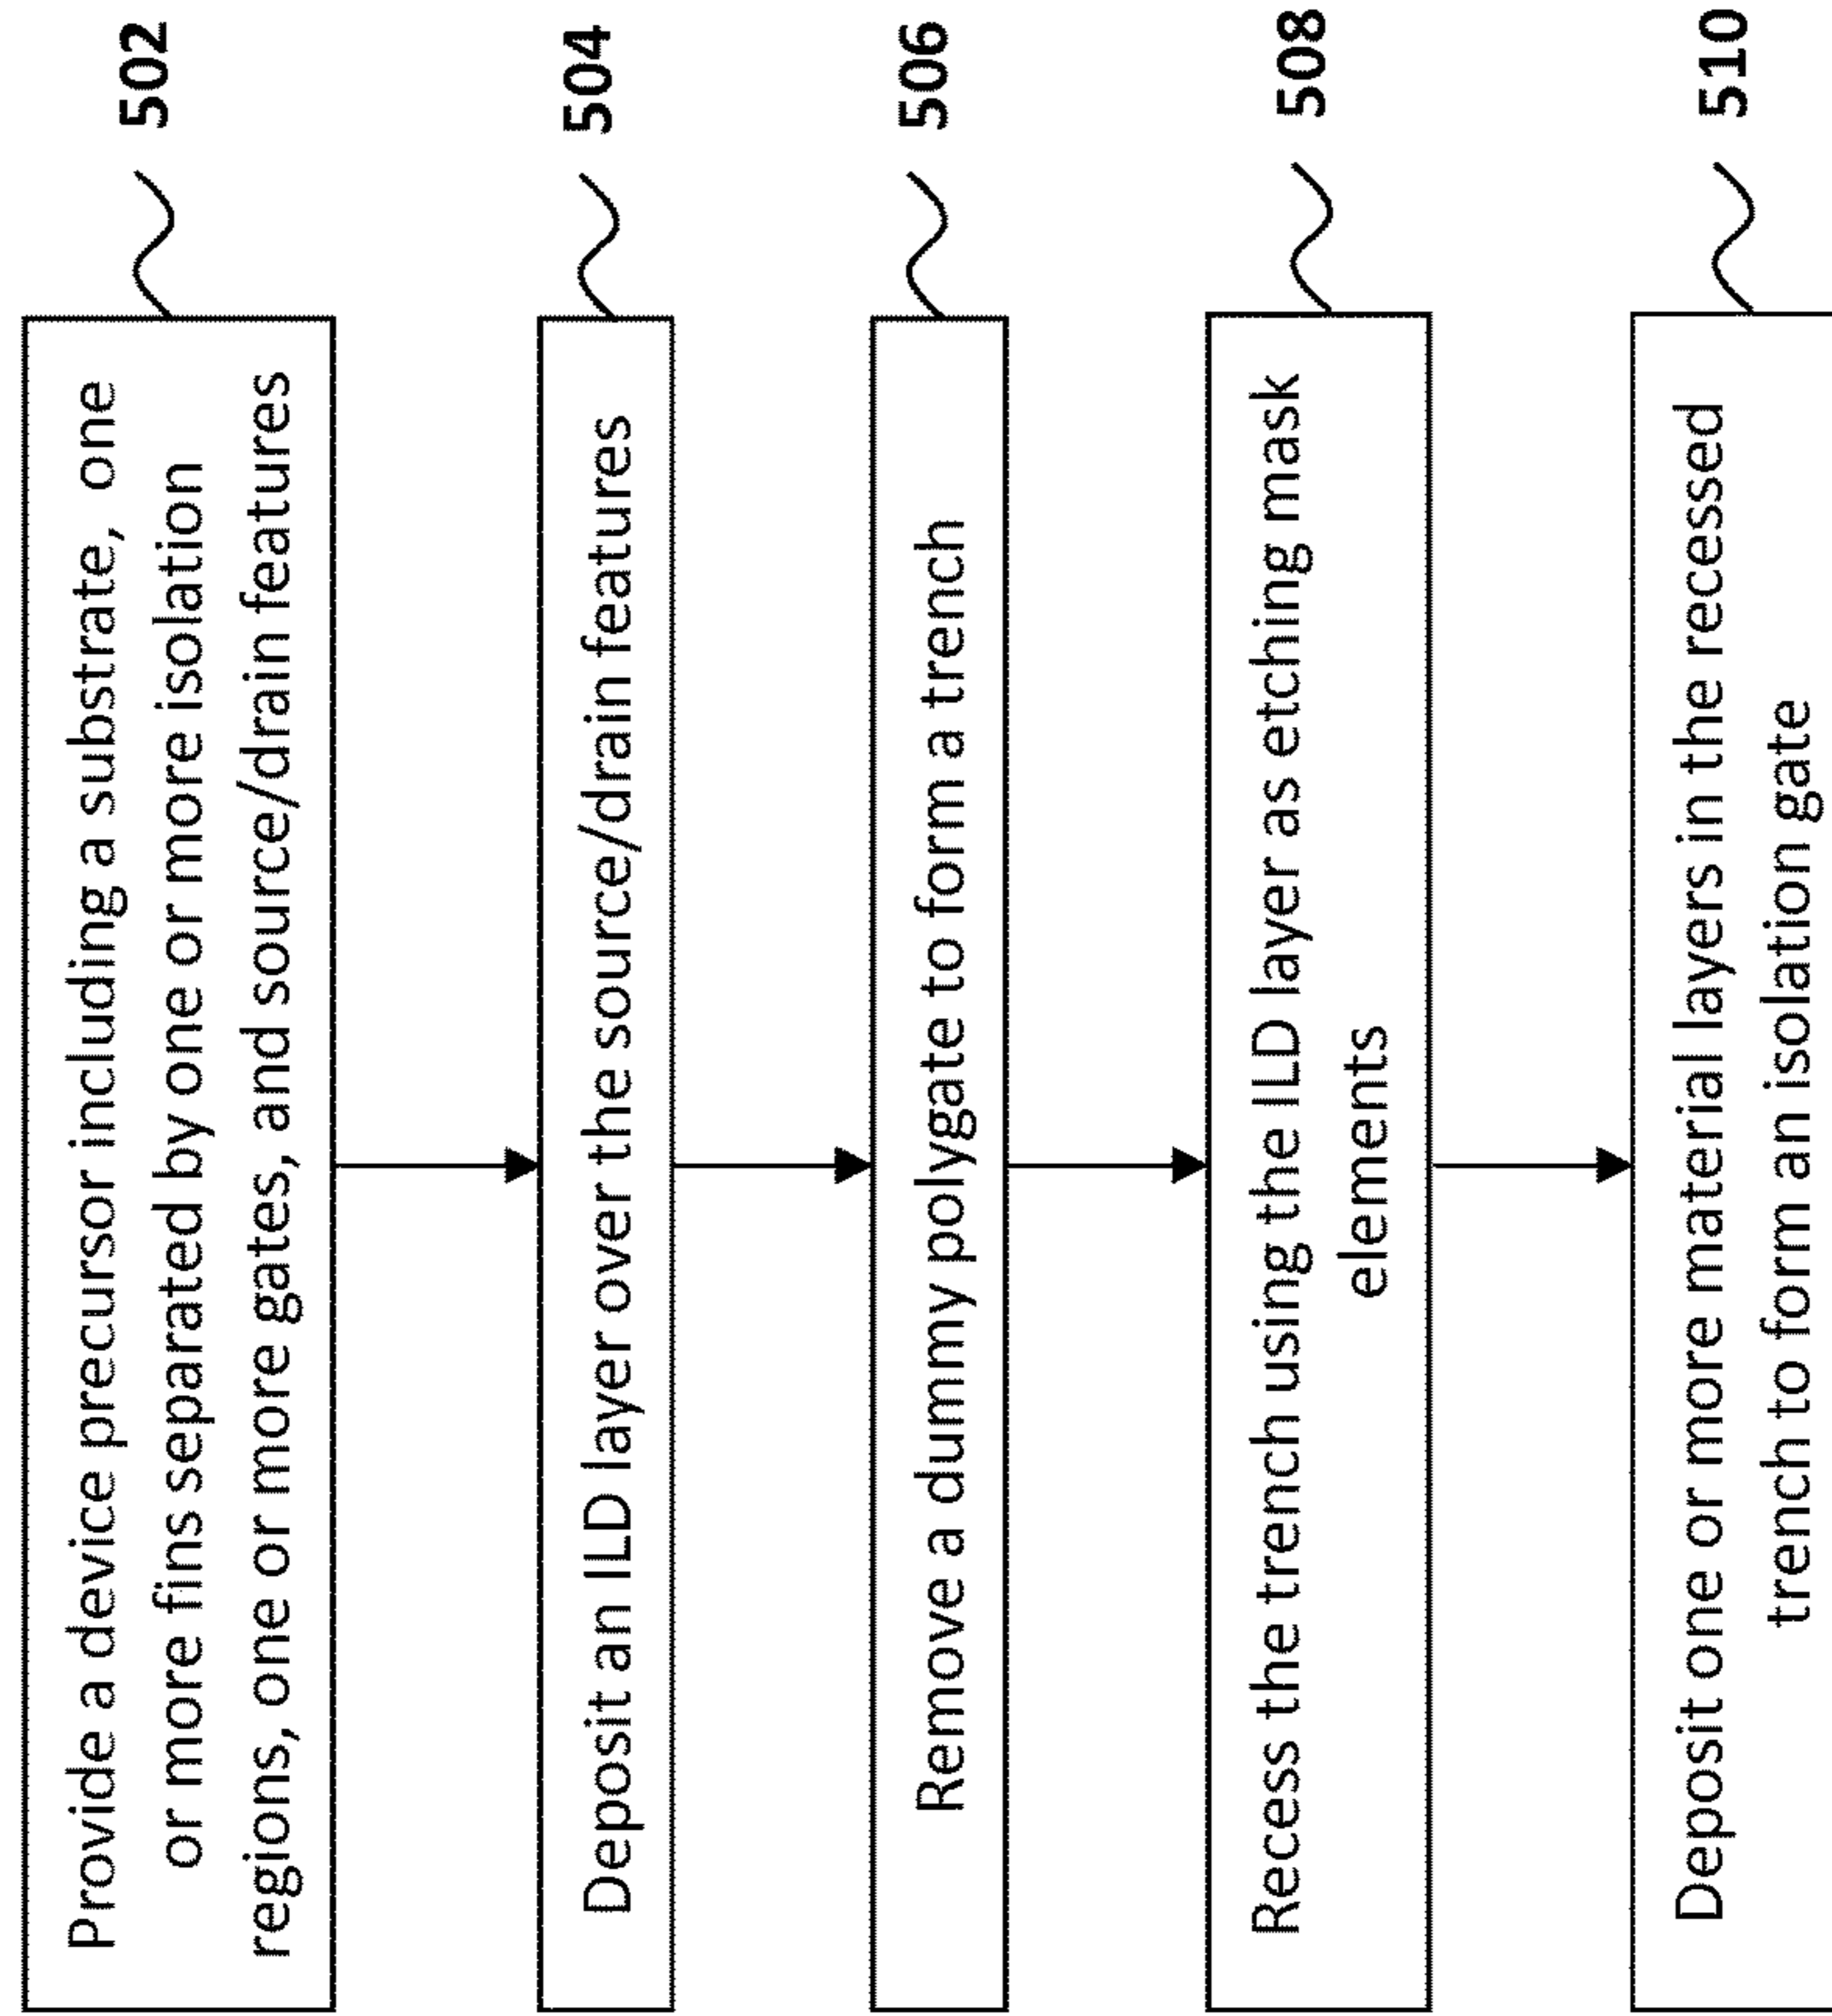 Provide a device precursor including a substrate, one
or more fins separated by one or more isolation
regions, one or more gates, and source/drain features
502
Deposit an ILD layer over the source/drain features
504
Remove a dummy polygate to form a trench
506
Recess the trench using the ILD layer as etching mask
elements
508
Deposit one or more material layers in the recessed
trench to form an isolation gate
510